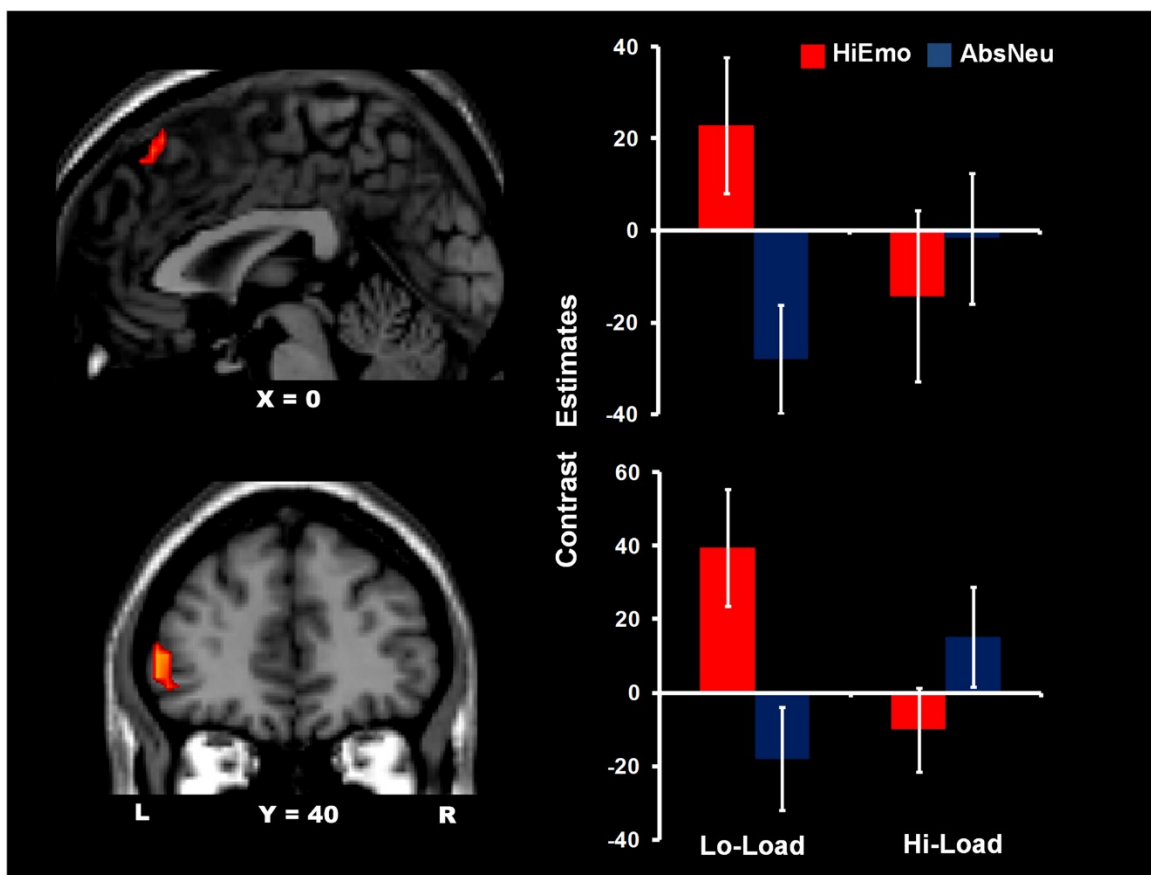 HiEmo AbsNeu
40
20
0
-20
-40
X = 0
Contrast Estimates
60
40
20
0
-20
-40
L Y = 40 R
Lo-Load Hi-Load